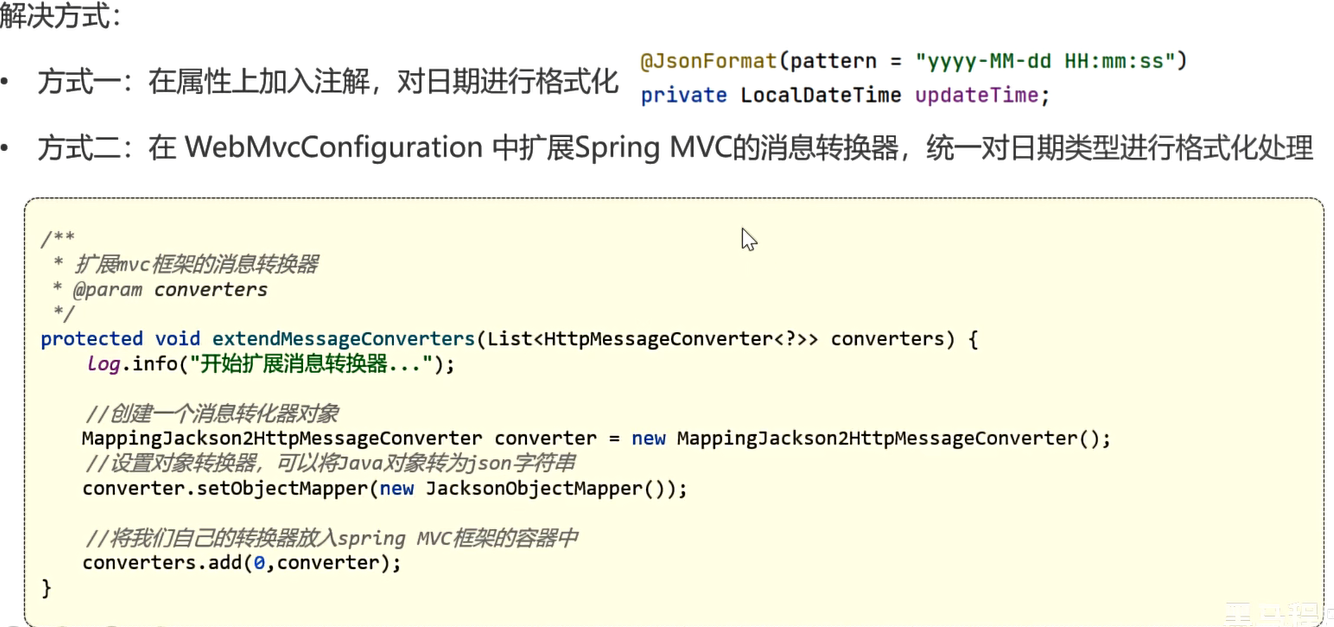 解决方式：
• 方式一：在属性上加入注解，对日期进行格式化
@JsonFormat(pattern = "yyyy-MM-dd HH:mm:ss")
private LocalDateTime updateTime;
• 方式二：在 WebMvcConfiguration 中扩展Spring MVC的消息转换器，统一对日期类型进行格式化处理
/**
 * 扩展mvc框架的消息转换器
 * @param converters
 */
protected void extendMessageConverters(List<HttpMessageConverter<?>> converters) {
    log.info("开始扩展消息转换器...");
    //创建一个消息转化器对象
    MappingJackson2HttpMessageConverter converter = new MappingJackson2HttpMessageConverter();
    //设置对象转换器，可以将Java对象转为json字符串
    converter.setObjectMapper(new JacksonObjectMapper());
    //将我们自己的转换器放入spring MVC框架的容器中
    converters.add(0,converter);
}